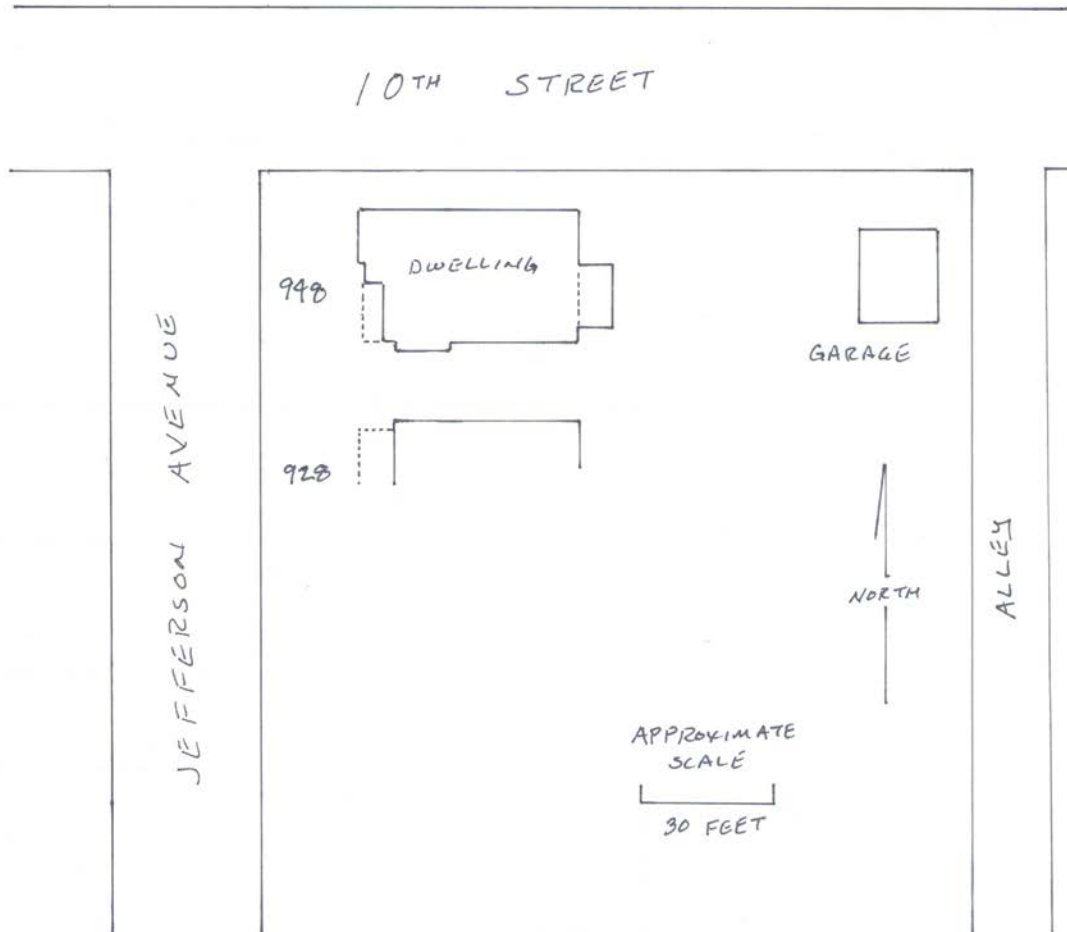 10TH STREET
DWELLING
948
GARAGE
JEFFERSON AVENUE
928
ALLEY
NORTH
APPROXIMATE
SCALE
30 FEET